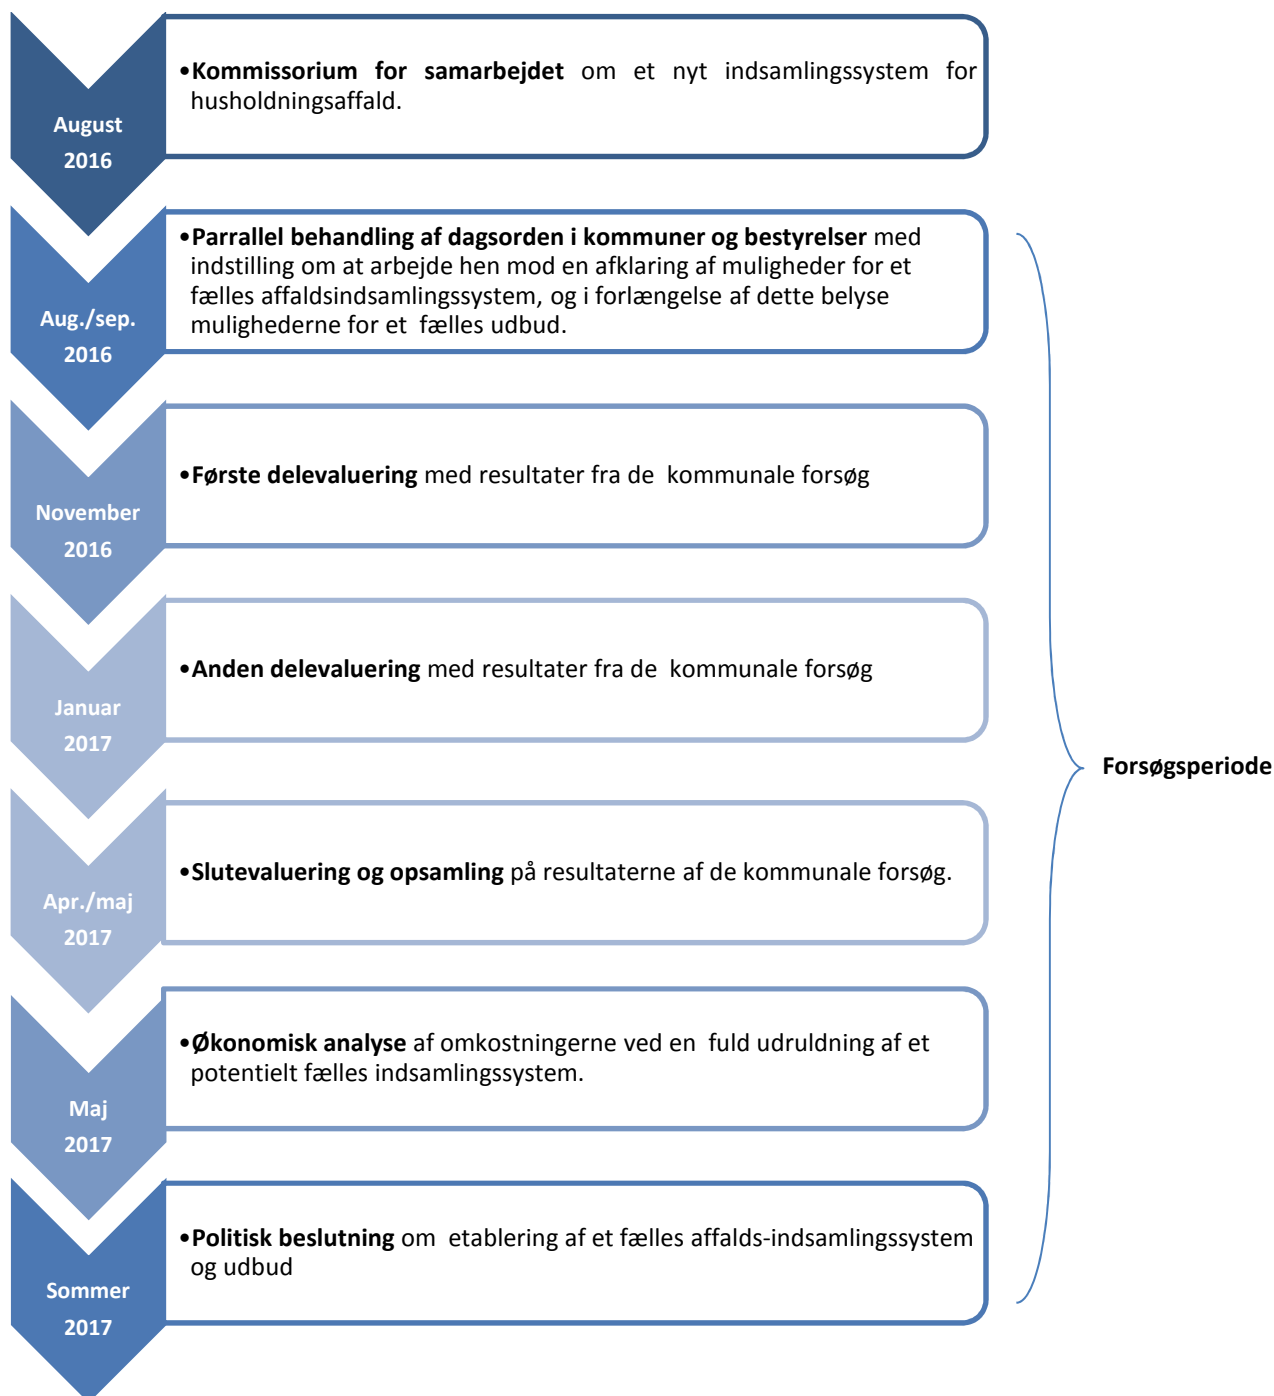 August
2016
•Kommissorium for samarbejdet om et nyt indsamlingssystem for
husholdningsaffald.
Aug./sep.
2016
•Parrallel behandling af dagsorden i kommuner og bestyrelser med
indstilling om at arbejde hen mod en afklaring af muligheder for et
fælles affaldsindsamlingssystem, og i forlængelse af dette belyse
mulighederne for et fælles udbud.
November
2016
•Første delevaluering med resultater fra de kommunale forsøg
Januar
2017
•Anden delevaluering med resultater fra de kommunale forsøg
Forsøgsperiode
Apr./maj
2017
•Slutevaluering og opsamling på resultaterne af de kommunale forsøg.
Maj
2017
•Økonomisk analyse af omkostningerne ved en fuld udruldning af et
potentielt fælles indsamlingssystem.
Sommer
2017
•Politisk beslutning om etablering af et fælles affalds-indsamlingssystem
og udbud